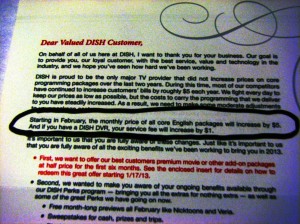 Dear Valued DISH Customer,
On behalf of all of us here at DISH, I want to thank you for your business. Our goal is
to provide you, our loyal customer, with the best service, value and technology in the
industry, and we hope you've seen how hard we've been working.
DISH is proud to be the only major TV provider that did not increase prices on core
programming packages over the last two years. During this time, most of our competitors
have continued to increase customers' bills by roughly $5 each year. We fight every day to
keep our prices as low as possible, but the costs to carry the programming that we deliver
to you have steadily increased. As a result, we need to make some
Starting in February, the monthly price of all core English packages will increase by $5.
And if you have a DISH DVR, your service fee will increase by $1.
It's important to us that you are fully aware of these changes. Just like it's important to us
that you are fully aware of all the exciting benefits we've been working to bring you in 2013.
• First, we want to offer our best customers premium movie or other add-on packages
at half price for the first six months. See the enclosed insert for details on how to
redeem this great offer starting 1/17/13.
• Second, we wanted to make you aware of your ongoing benefits available through
our DISH Perks program — bringing you all the extras for nothing extra — as well as
some of the great perks we have going on now.
• Free month-long previews all February like Nicktoons and Vero.
• Sweepstakes for cash, prizes and trips